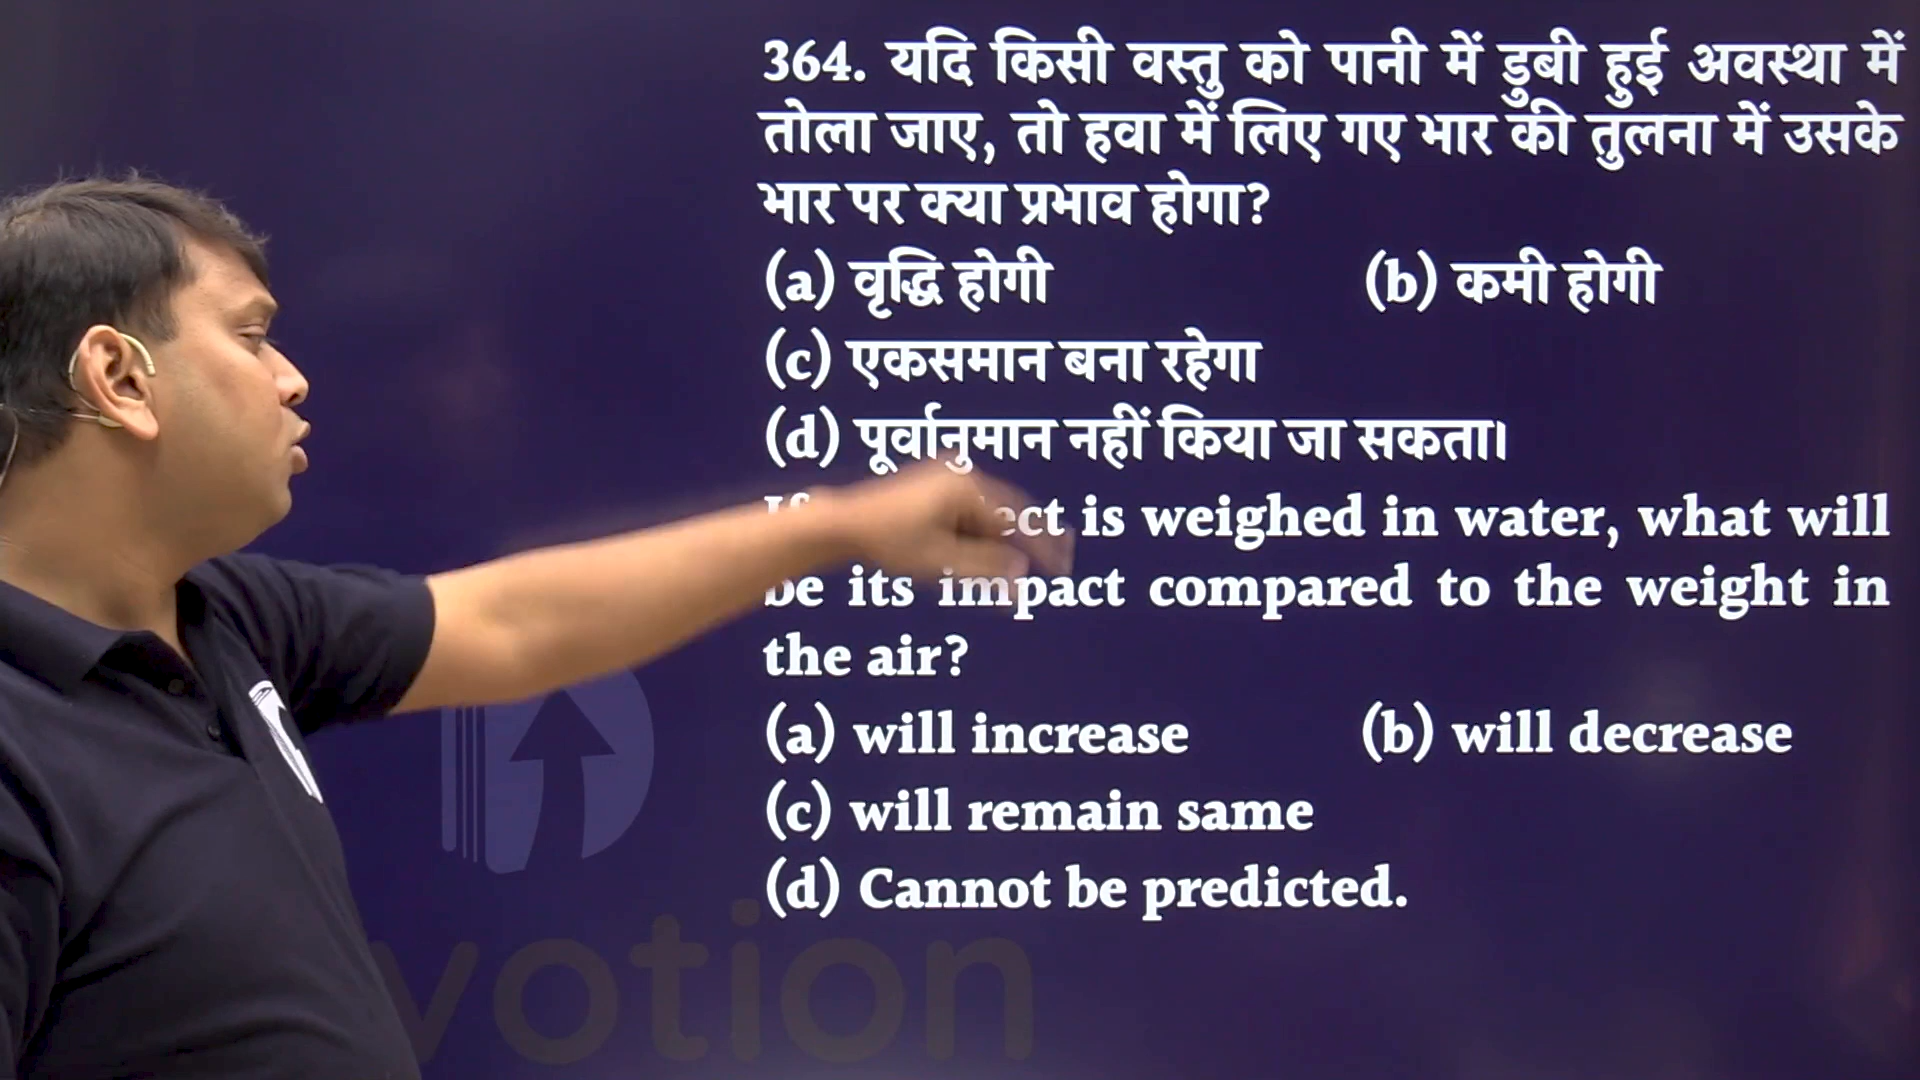 364. यदि किसी वस्तु को पानी में डुबी हुई अवस्था में
तोला जाए, तो हवा में लिए गए भार की तुलना में उसके
भार पर क्या प्रभाव होगा?
(a) वृद्धि होगी (b) कमी होगी
(c) एकसमान बना रहेगा
(d) पूर्वानुमान नहीं किया जा सकता।
is weighed in water, what will
be its impact compared to the weight in
the air?
(a) will increase (b) will decrease
(c) will remain same
(d) Cannot be predicted.